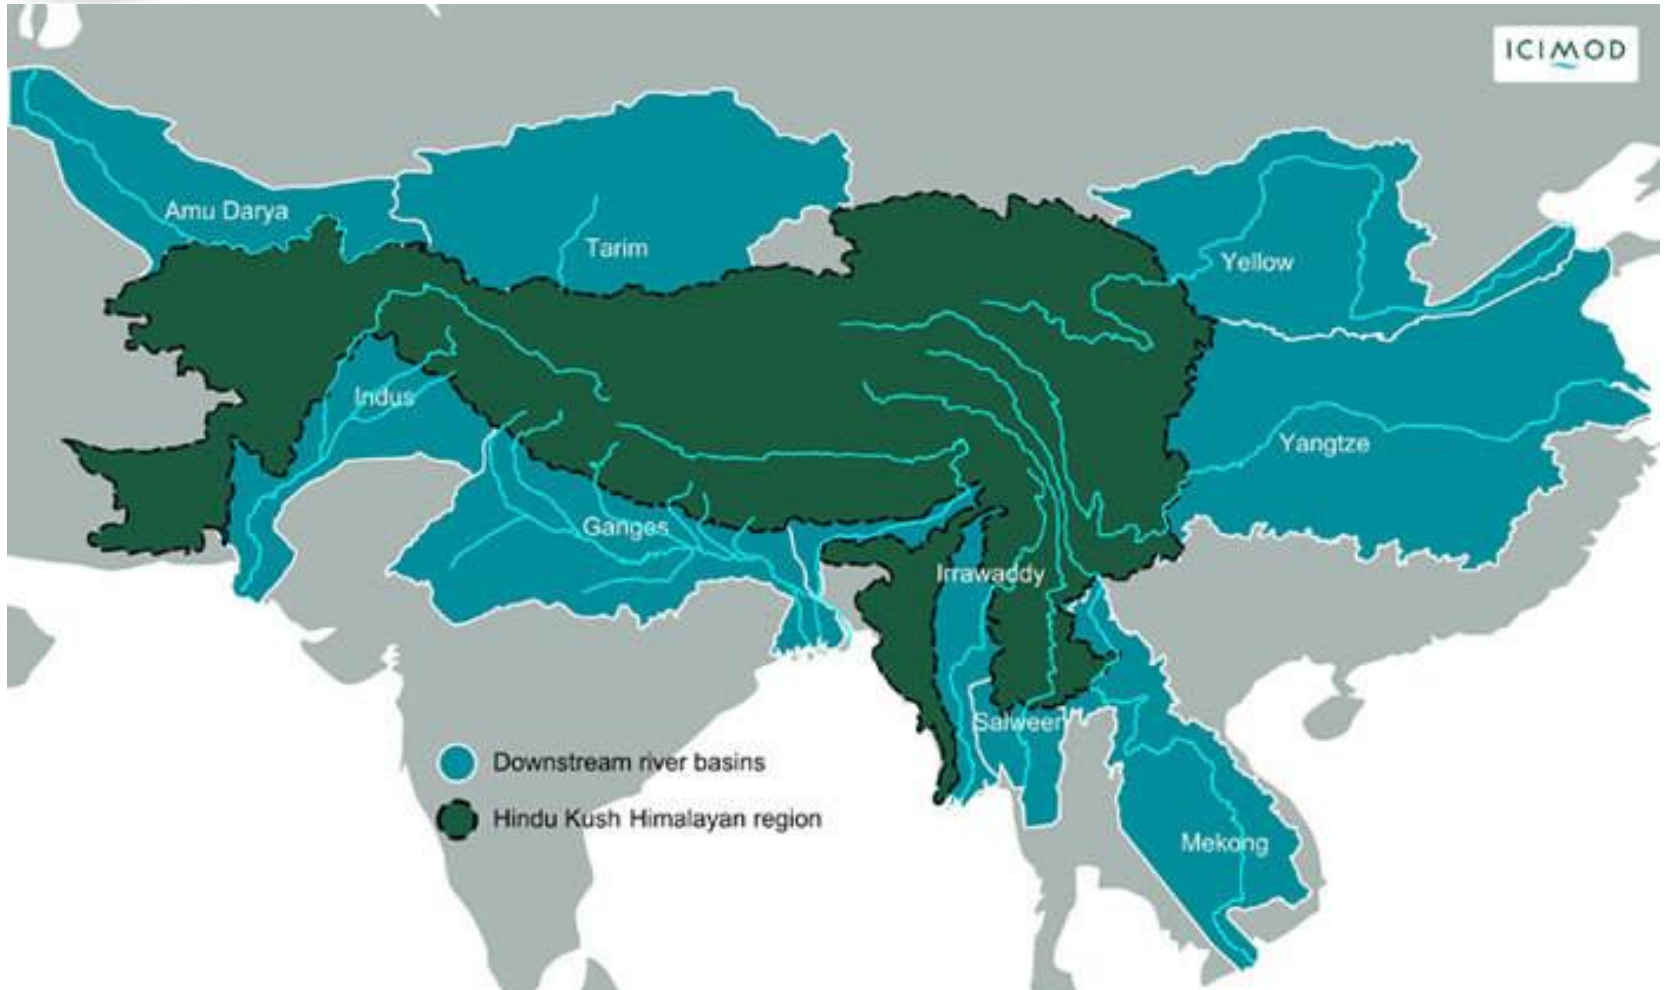 ICIMOD
Amu Darya
Tarim
Yellow
Indus
Yangtze
Ganges
Irrawaddy
Salween
Downstream river basins
Hindu Kush Himalayan region
Mekong